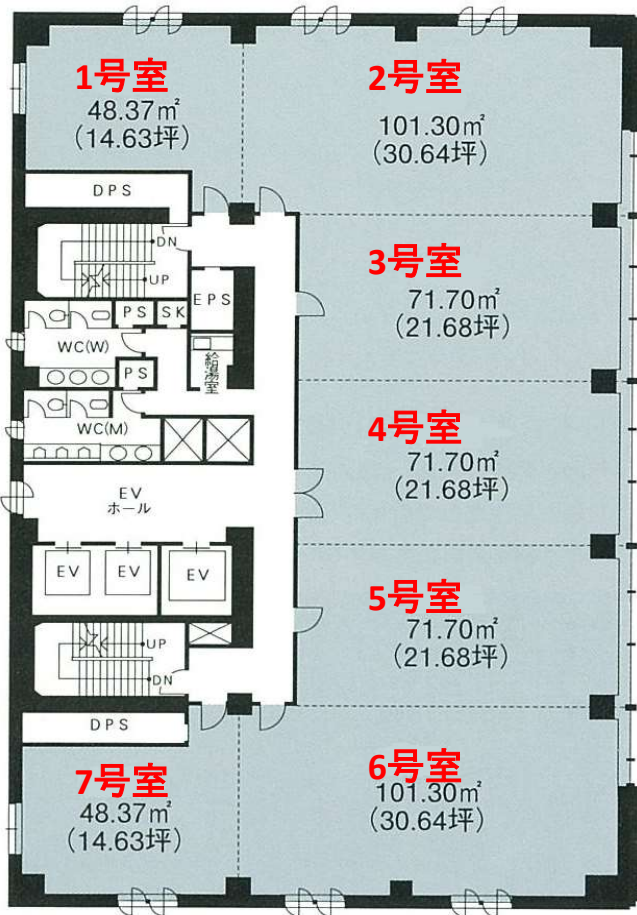 1号室
48.37㎡
(14.63坪)
2号室
101.30㎡
(30.64坪)
DPS
DN
UP
3号室
71.70㎡
(21.68坪)
EPS
PS
SK
WC(W)
給湯室
PS
WC(M)
4号室
71.70㎡
(21.68坪)
EV
ホール
EV
EV
EV
5号室
71.70㎡
(21.68坪)
UP
DN
DPS
7号室
48.37㎡
(14.63坪)
6号室
101.30㎡
(30.64坪)